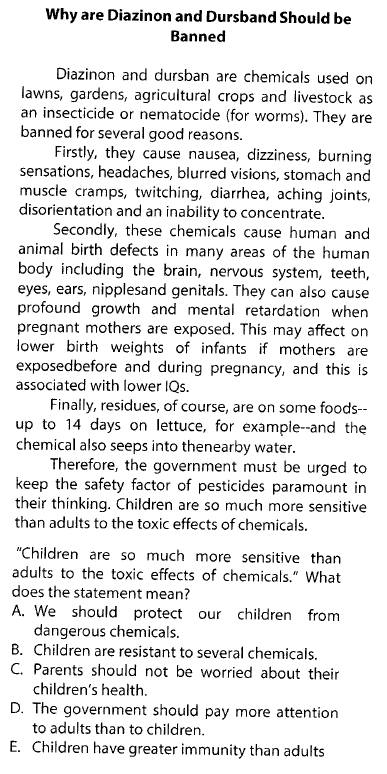 Why are Diazinon and Dursband Should be
Banned
Diazinon and dursban are chemicals used on
lawns, gardens, agricultural crops and livestock as
an insecticide or nematocide (for worms). They are
banned for several good reasons.
Firstly, they cause nausea, dizziness, burning
sensations, headaches, blurred visions, stomach and
muscle cramps, twitching, diarrhea, aching joints,
disorientation and an inability to concentrate.
Secondly, these chemicals cause human and
animal birth defects in many areas of the human
body including the brain, nervous system, teeth,
eyes, ears, nipplesand genitals. They can also cause
profound growth and mental retardation when
pregnant mothers are exposed. This may affect on
lower birth weights of infants if mothers are
exposedbefore and during pregnancy, and this is
associated with lower IQs.
Finally, residues, of course, are on some foods--
up to 14 days on lettuce, for example--and the
chemical also seeps into thenearby water.
Therefore, the government must be urged to
keep the safety factor of pesticides paramount in
their thinking. Children are so much more sensitive
than adults to the toxic effects of chemicals.
"Children are so much more sensitive than
adults to the toxic effects of chemicals." What
does the statement mean?
A. We should protect our children from
dangerous chemicals.
B. Children are resistant to several chemicals.
C. Parents should not be worried about their
children's health.
D. The government should pay more attention
to adults than to children.
E. Children have greater immunity than adults